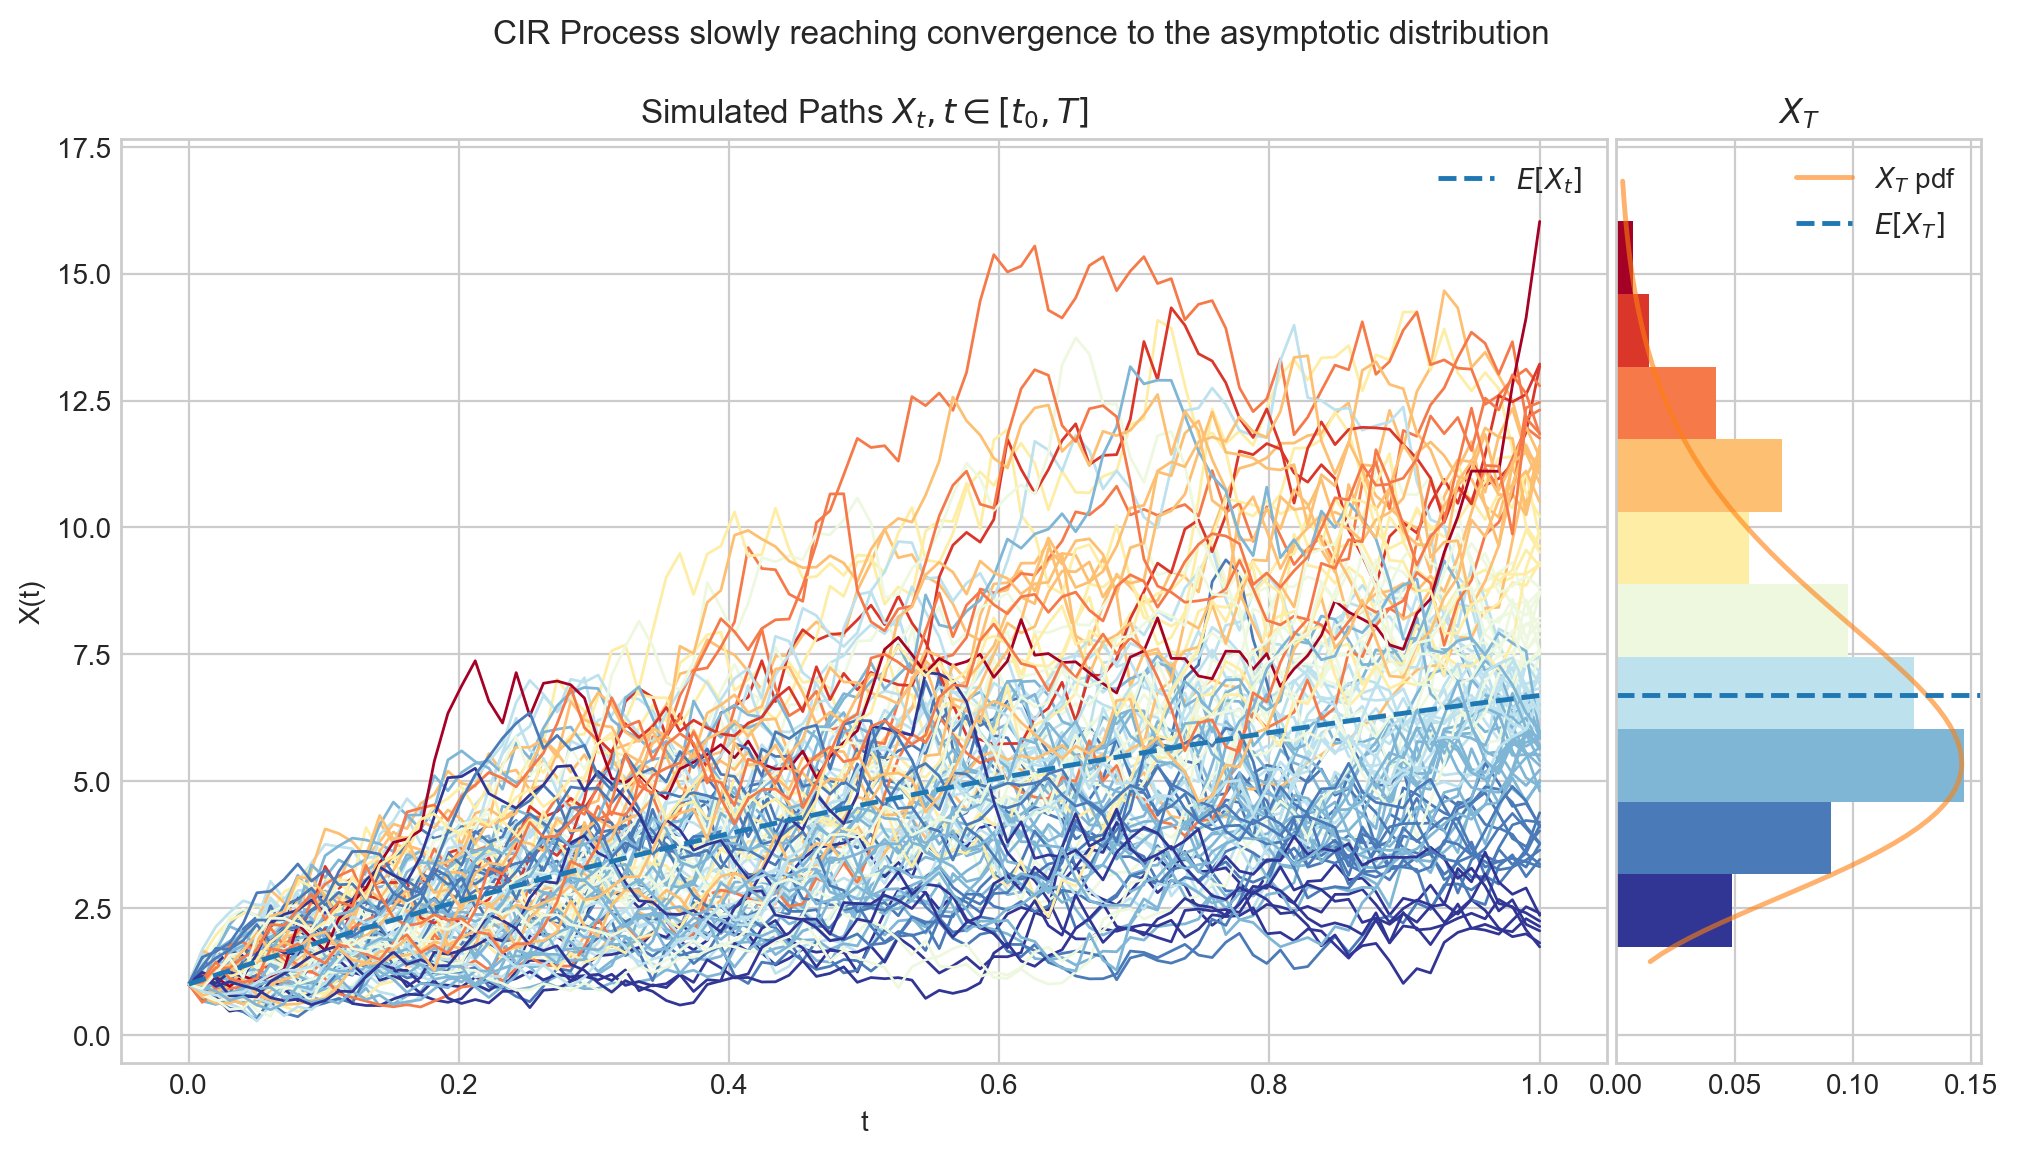 CIR Process slowly reaching convergence to the asymptotic distribution
Simulated Paths X_t, t ∈ [t_0, T]
X_T
17.5
15.0
12.5
10.0
7.5
5.0
2.5
0.0
X(t)
E[X_t]
X_T pdf
E[X_T]
0.0 0.2 0.4 0.6 0.8 1.0
0.00 0.05 0.10 0.15
t